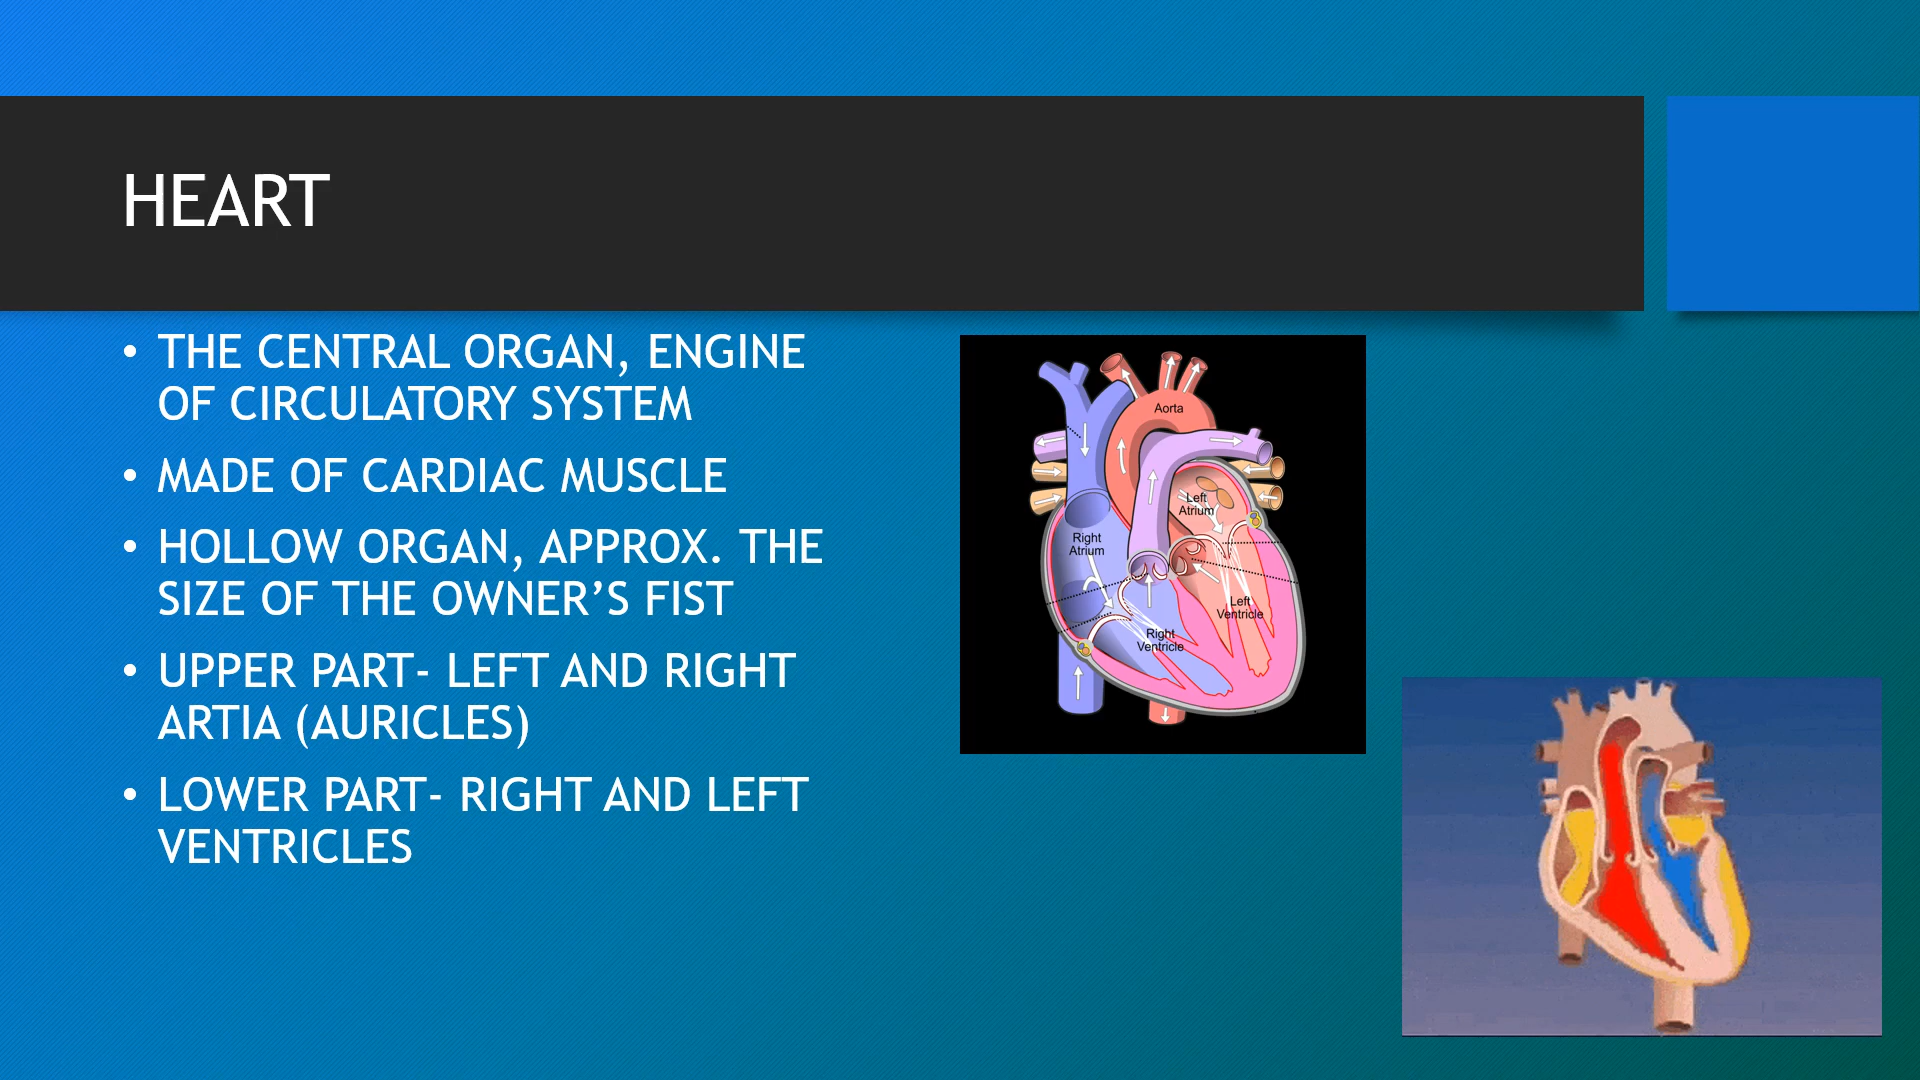 HEART
• THE CENTRAL ORGAN, ENGINE
OF CIRCULATORY SYSTEM
• MADE OF CARDIAC MUSCLE
• HOLLOW ORGAN, APPROX. THE
SIZE OF THE OWNER’S FIST
• UPPER PART- LEFT AND RIGHT
ARTIA (AURICLES)
• LOWER PART- RIGHT AND LEFT
VENTRICLES
Aorta
Left
Atrium
Right
Atrium
Left
Ventricle
Right
Ventricle